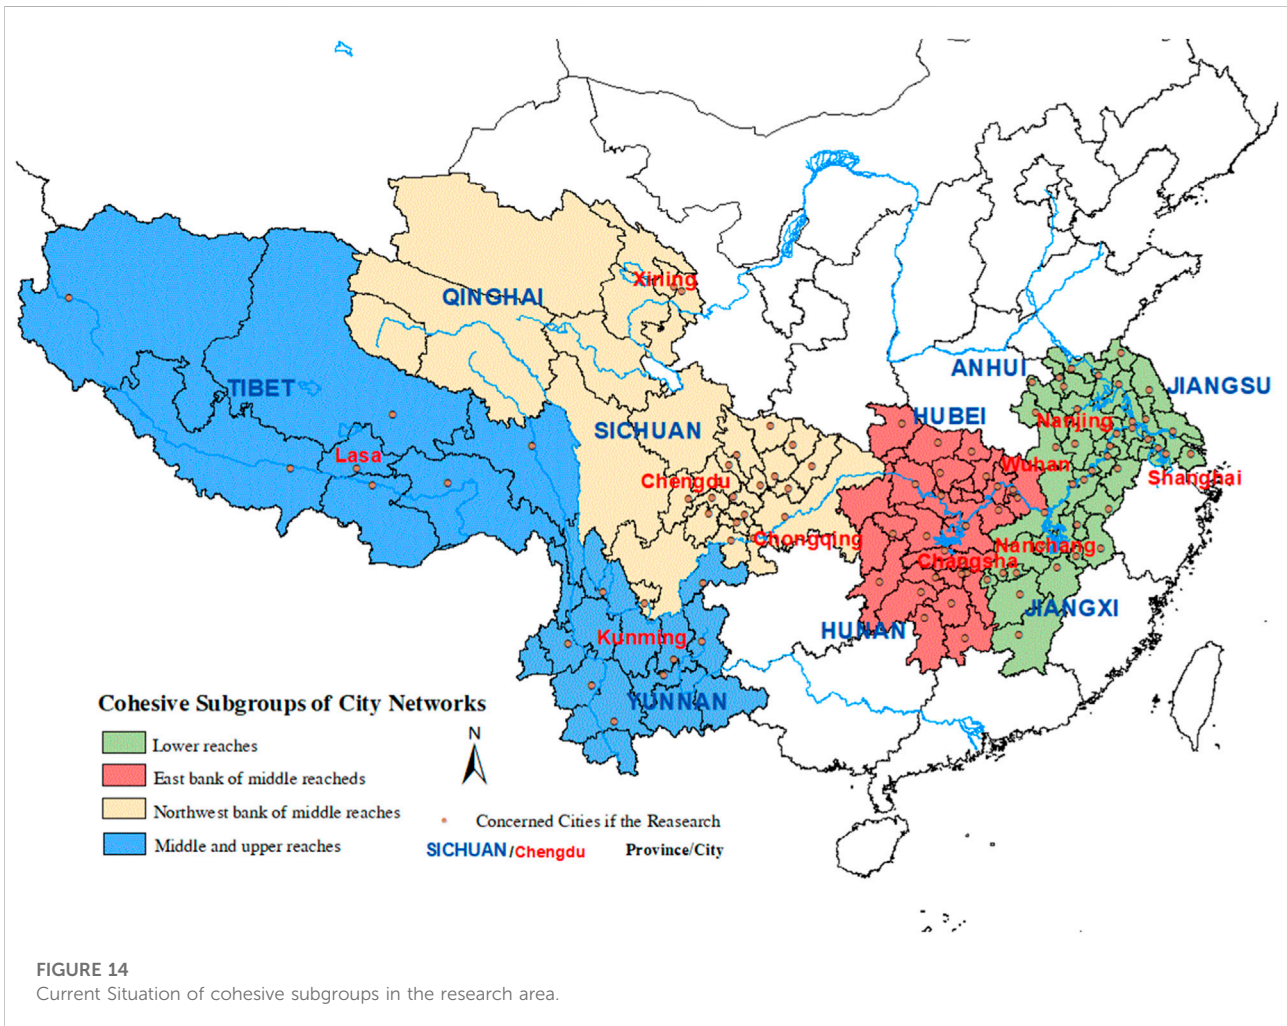 Xining
QINGHAI
ANHUI
TIBET
JIANGSU
HUBEI
Nanjing
SICHUAN
Lasa
Wuhan
Chengdu
Shanghai
Chongqing
Nanchang
Changsha
JIANGXI
HUNAN
Kunming
YUNNAN
Cohesive Subgroups of City Networks
N
Lower reaches
East bank of middle reacheds
Northwest bank of middle reaches
Middle and upper reaches
Concerned Cities if the Reasearch
SICHUAN/Chengdu Province/City
FIGURE 14
Current Situation of cohesive subgroups in the research area.